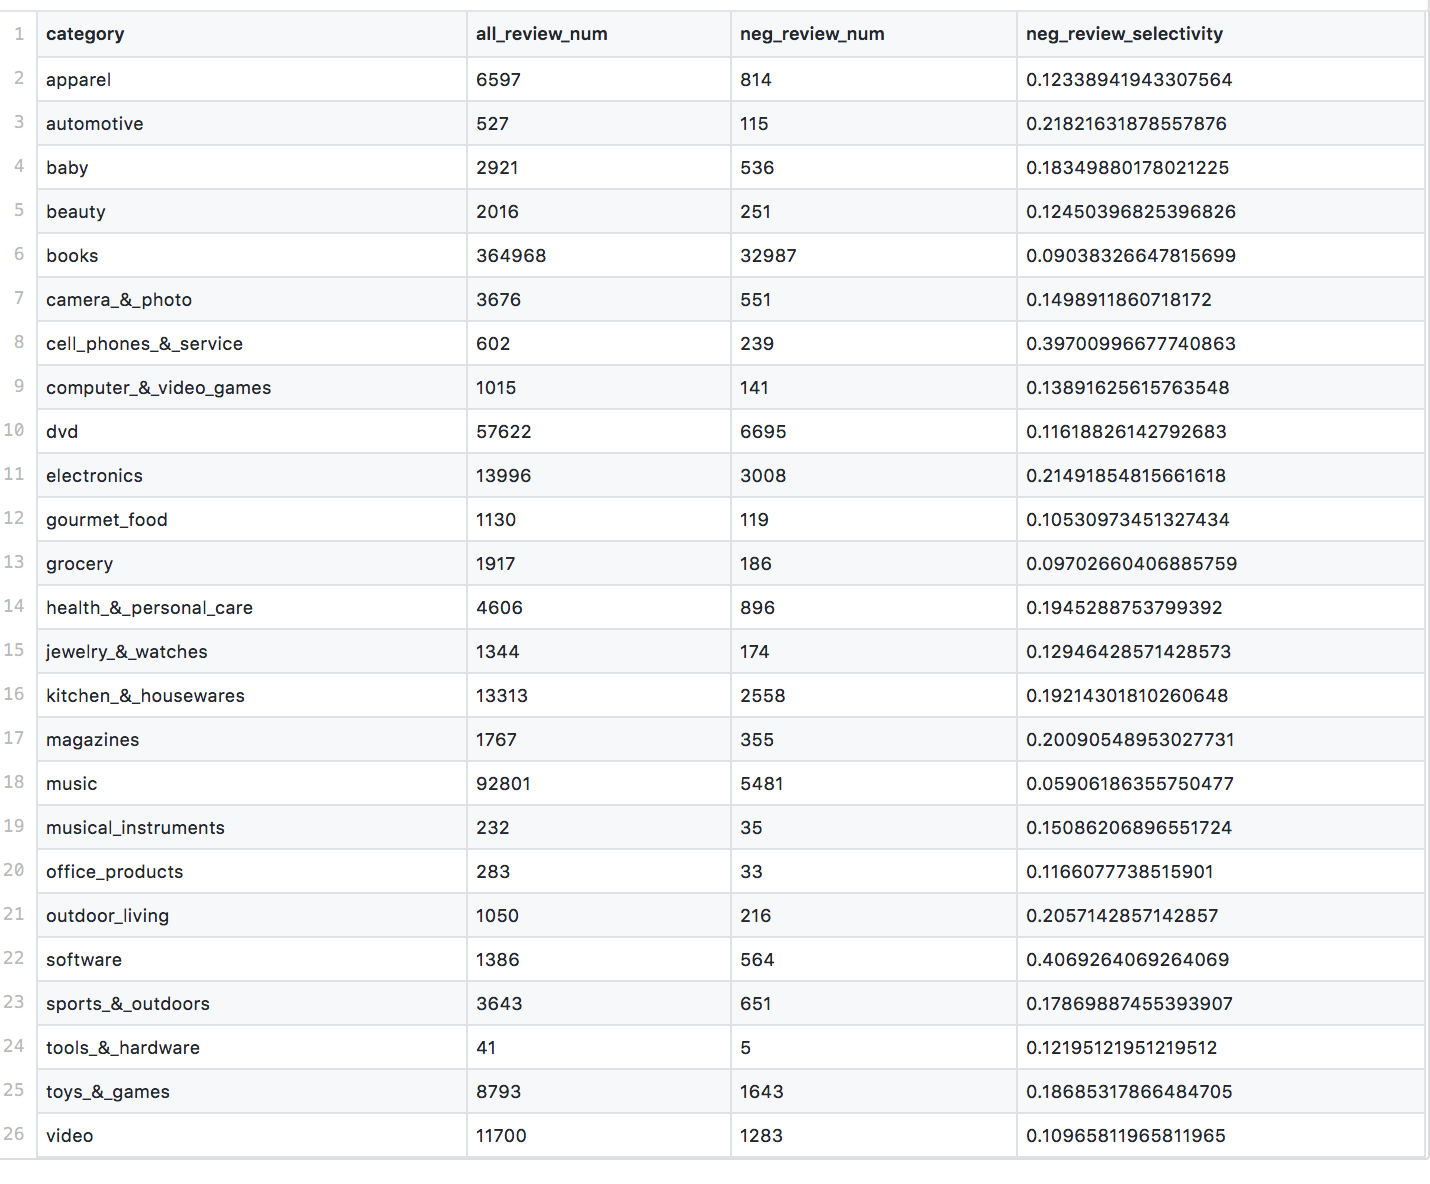 1 category all_review_num neg_review_num neg_review_selectivity
2 apparel 6597 814 0.12338941943307564
3 automotive 527 115 0.21821631878557876
4 baby 2921 536 0.18349880178021225
5 beauty 2016 251 0.12450396825396826
6 books 364968 32987 0.09038326647815699
7 camera_&_photo 3676 551 0.1498911860718172
8 cell_phones_&_service 602 239 0.39700996677740863
9 computer_&_video_games 1015 141 0.13891625615763548
10 dvd 57622 6695 0.11618826142792683
11 electronics 13996 3008 0.21491854815661618
12 gourmet_food 1130 119 0.10530973451327434
13 grocery 1917 186 0.09702660406885759
14 health_&_personal_care 4606 896 0.1945288753799392
15 jewelry_&_watches 1344 174 0.12946428571428573
16 kitchen_&_housewares 13313 2558 0.19214301810260648
17 magazines 1767 355 0.20090548953027731
18 music 92801 5481 0.05906186355750477
19 musical_instruments 232 35 0.15086206896551724
20 office_products 283 33 0.1166077738515901
21 outdoor_living 1050 216 0.2057142857142857
22 software 1386 564 0.4069264069264069
23 sports_&_outdoors 3643 651 0.17869887455393907
24 tools_&_hardware 41 5 0.12195121951219512
25 toys_&_games 8793 1643 0.18685317866484705
26 video 11700 1283 0.10965811965811965